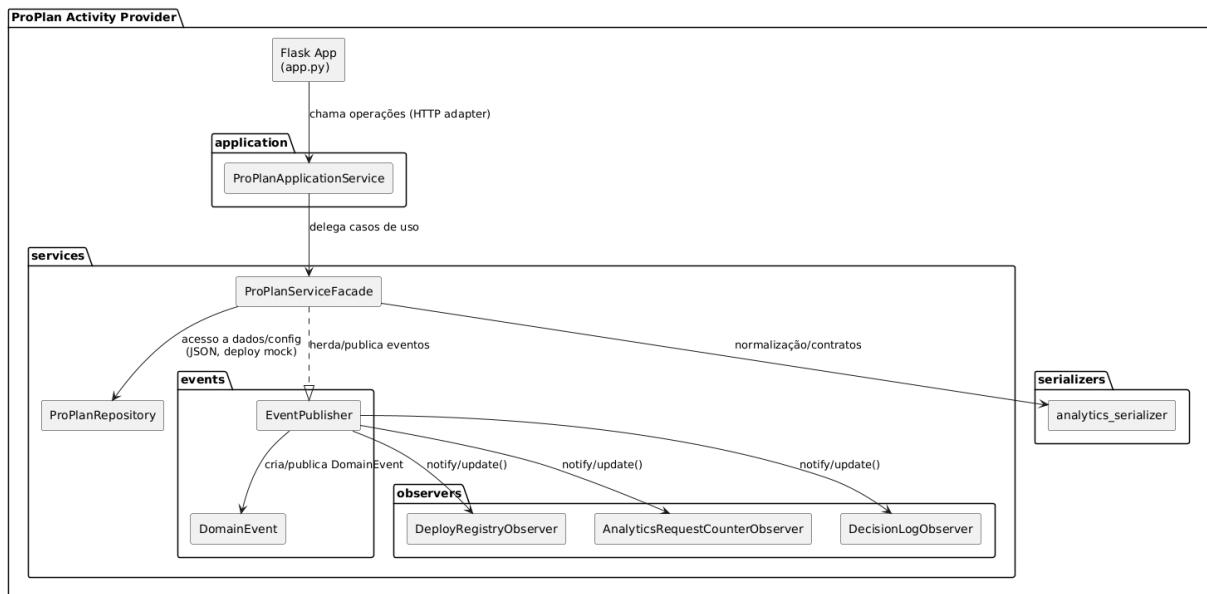 ProPlan Activity Provider
Flask App
(app.py)
chama operações (HTTP adapter)
application
ProPlanApplicationService
delega casos de uso
services
ProPlanServiceFacade
acesso a dados/config
(JSON, deploy mock)
herda/publica eventos
normalização/contratos
events
serializers
ProPlanRepository
EventPublisher
analytics_serializer
cria/publica DomainEvent
notify/update()
notify/update()
notify/update()
observers
DomainEvent
DeployRegistryObserver
AnalyticsRequestCounterObserver
DecisionLogObserver